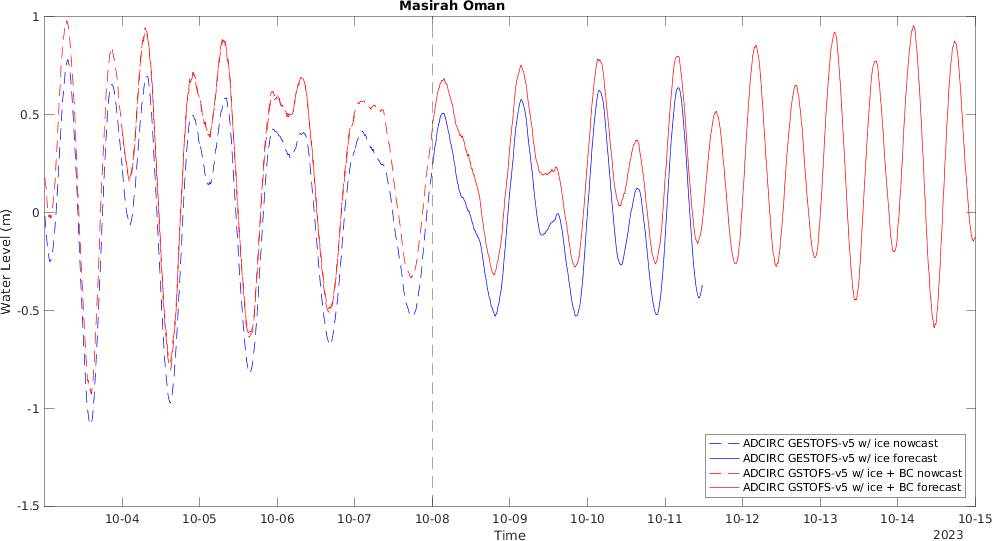 Masirah Oman
1
0.5
0
-0.5
-1
-1.5
Water Level (m)
10-04 10-05 10-06 10-07 10-08 10-09 10-10 10-11 10-12 10-13 10-14 10-15
Time
2023
ADCIRC GESTOFS-v5 w/ ice nowcast
ADCIRC GESTOFS-v5 w/ ice forecast
ADCIRC GSTOFS-v5 w/ ice + BC nowcast
ADCIRC GSTOFS-v5 w/ ice + BC forecast